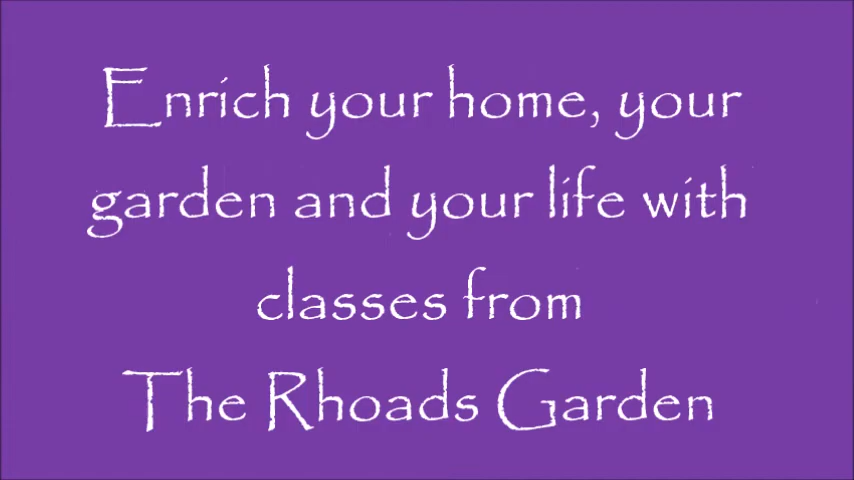 Enrich your home, your
garden and your life with
classes from
The Rhoads Garden